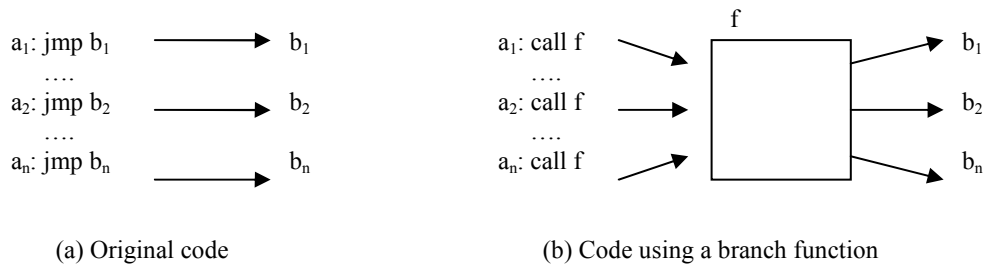 a₁: jmp b₁
b₁
….
a₂: jmp b₂
b₂
….
aₙ: jmp bₙ
bₙ
(a) Original code
f
a₁: call f
b₁
….
a₂: call f
b₂
….
aₙ: call f
bₙ
(b) Code using a branch function